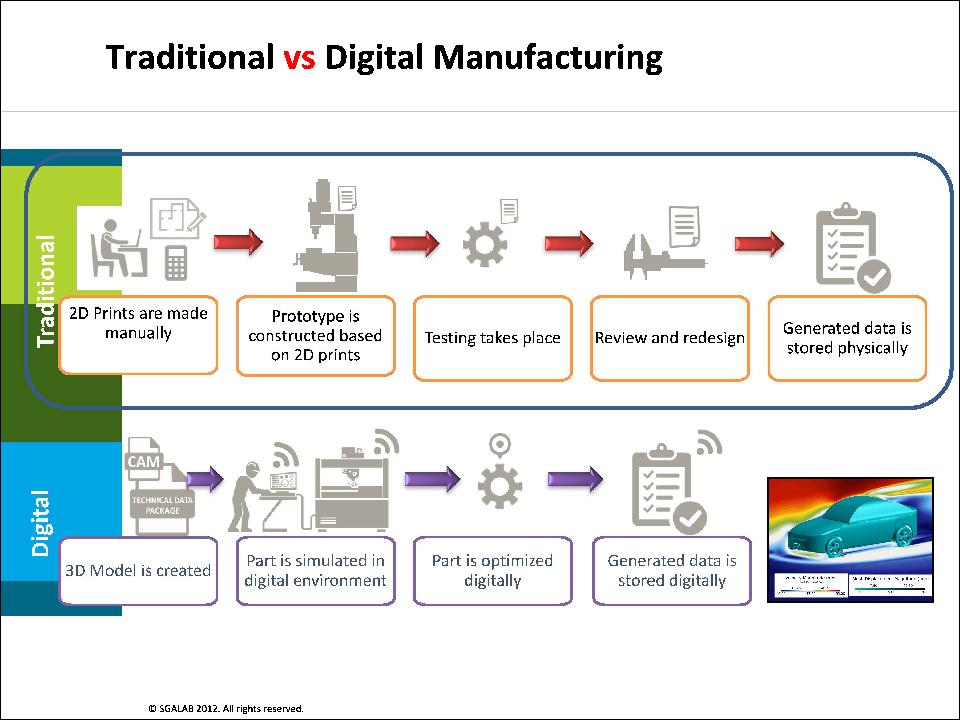 Traditional vs Digital Manufacturing
Traditional
2D Prints are made
manually
Prototype is
constructed based
on 2D prints
Testing takes place
Review and redesign
Generated data is
stored physically
Digital
CAM
TECHNICAL DATA
PACKAGE
3D Model is created
Part is simulated in
digital environment
Part is optimized
digitally
Generated data is
stored digitally
© SGALAB 2012. All rights reserved.